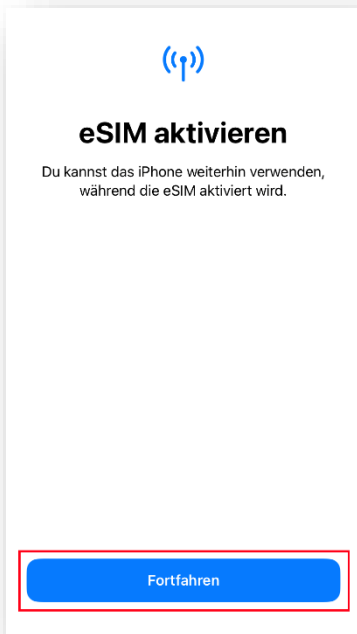 eSIM aktivieren
Du kannst das iPhone weiterhin verwenden,
während die eSIM aktiviert wird.
Fortfahren